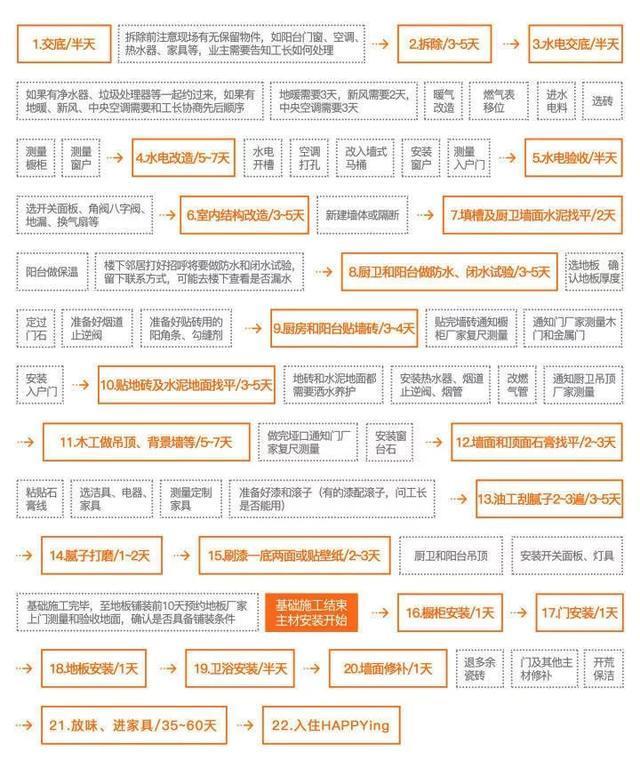 1.交底/半天
拆除前注意现场有无保留物件，如阳台门窗、空调、
热水器、家具等，业主需要告知工长如何处理
2.拆除/3~5天
3.水电交底/半天
如果有净水器、垃圾处理器等一起约过来，如果有
地暖、新风、中央空调需要和工长协商先后顺序
地暖需要3天，新风需要2天，
中央空调需要3天
暖气
改造
燃气表
移位
进水
电料
选砖
测量
橱柜
测量
窗户
4.水电改造/5~7天
水电
开槽
空调
打孔
改入墙式
马桶
安装
窗户
测量
入户门
5.水电验收/半天
选开关面板、角阀八字阀、
地漏、换气扇等
6.室内结构改造/3~5天
新建墙体或隔断
7.填槽及厨卫墙面水泥找平/2天
阳台做保温
楼下邻居打好招呼将要做防水和闭水试验，
留下联系方式，可能去楼下查看是否漏水
8.厨卫和阳台做防水、闭水试验/3~5天
选地板 确
认地板厚度
定过
门石
准备好烟道
止逆阀
准备好贴砖用的
阳角条、勾缝剂
9.厨房和阳台贴墙砖/3~4天
贴完墙砖通知橱
柜厂家复尺测量
通知门厂家测量木
门和金属门
安装
入户门
10.贴地砖及水泥地面找平/3~5天
地砖和水泥地面都
需要洒水养护
安装热水器、烟道
止逆阀、烟管
改燃
气管
通知厨卫吊顶
厂家测量
11.木工做吊顶、背景墙等/5~7天
做完垭口通知门厂
家复尺测量
安装窗
台石
12.墙面和顶面石膏找平/2~3天
粘贴石
膏线
选洁具、电器、
家具
测量定制
家具
准备好漆和滚子（有的漆配滚子，问工长
是否能用）
13.油工刮腻子2~3遍/3~5天
14.腻子打磨/1~2天
15.刷漆一底两面或贴壁纸/2~3天
厨卫和阳台吊顶
安装开关面板、灯具
基础施工完毕，至地板铺装前10天预约地板厂家
上门测量和验收地面，确认是否具备铺装条件
基础施工结束
主材安装开始
16.橱柜安装/1天
17.门安装/1天
18.地板安装/1天
19.卫浴安装/半天
20.墙面修补/1天
退多余
瓷砖
门及其他主
材修补
开荒
保洁
21.放味、进家具/35~60天
22.入住HAPPYing